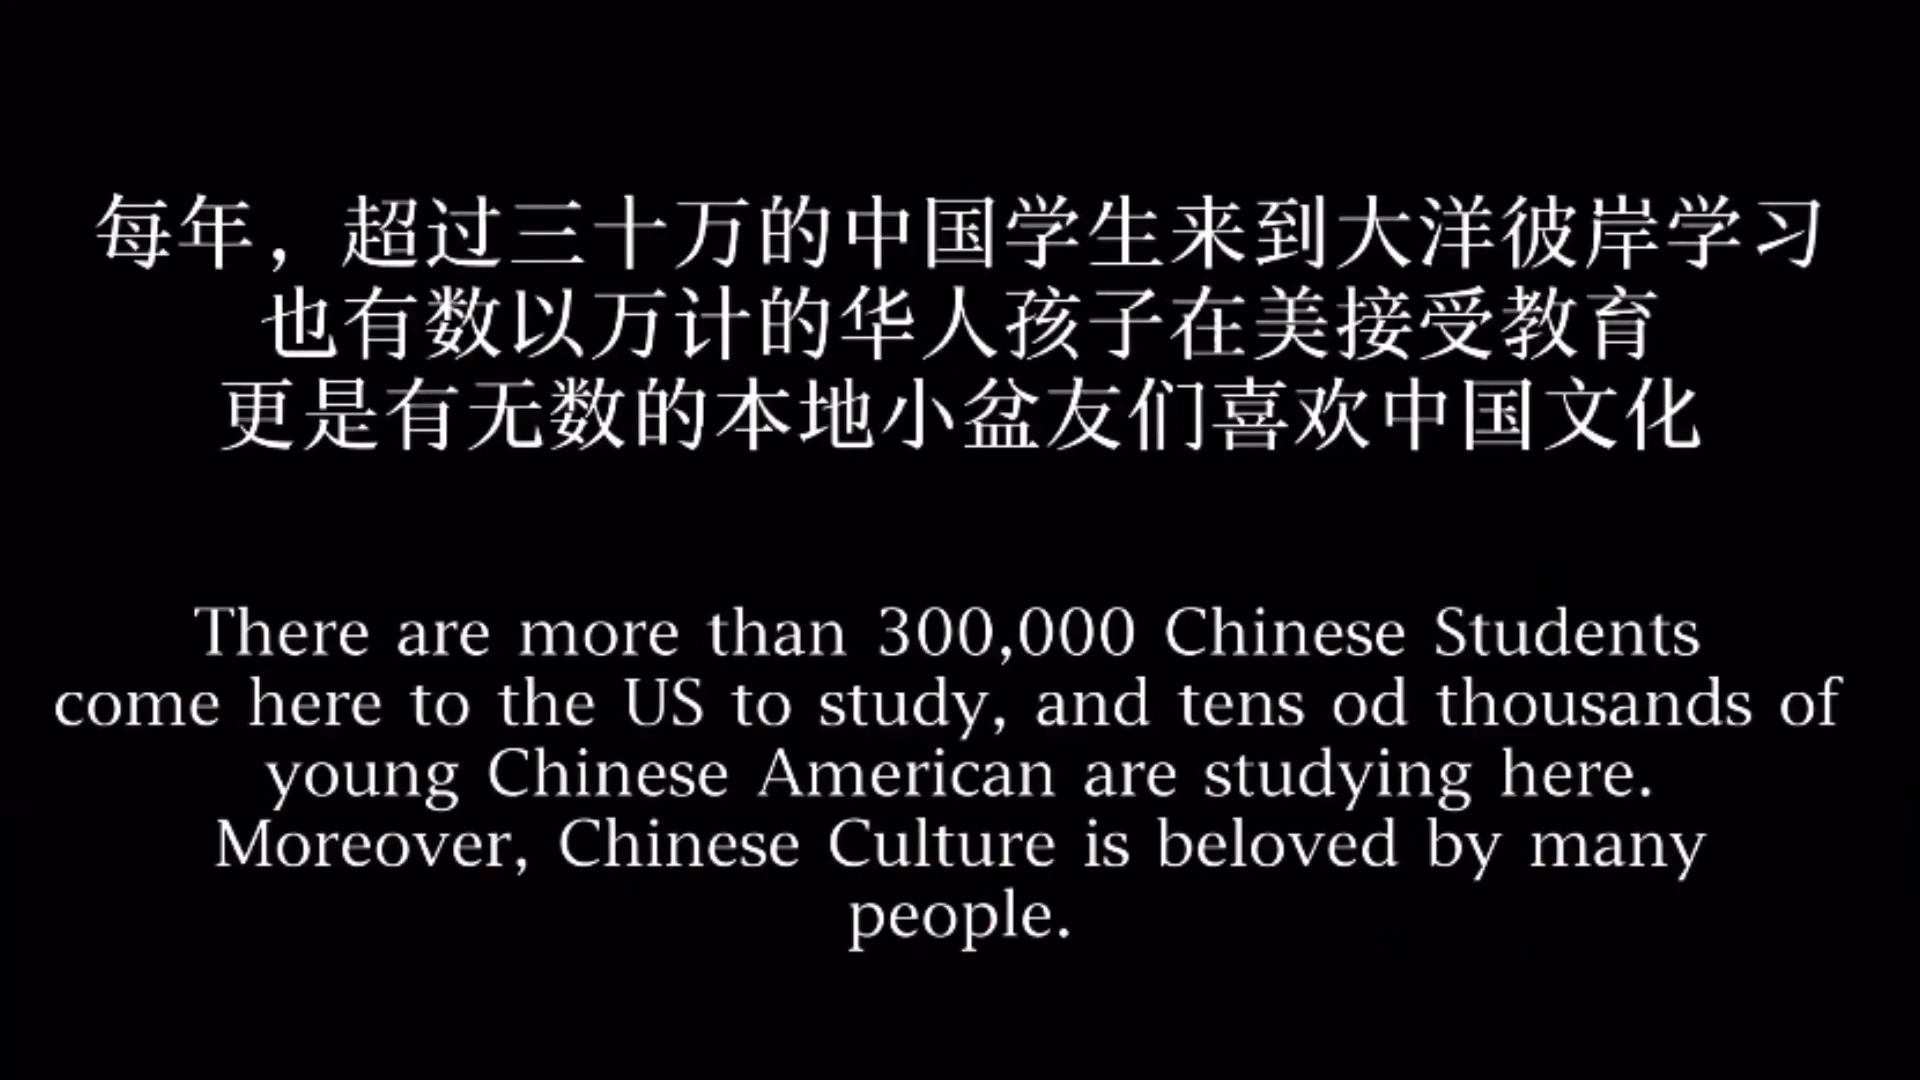 每年，超过三十万的中国学生来到大洋彼岸学习
也有数以万计的华人孩子在美接受教育
更是有无数的本地小盆友们喜欢中国文化
There are more than 300,000 Chinese Students
come here to the US to study, and tens od thousands of
young Chinese American are studying here.
Moreover, Chinese Culture is beloved by many
people.